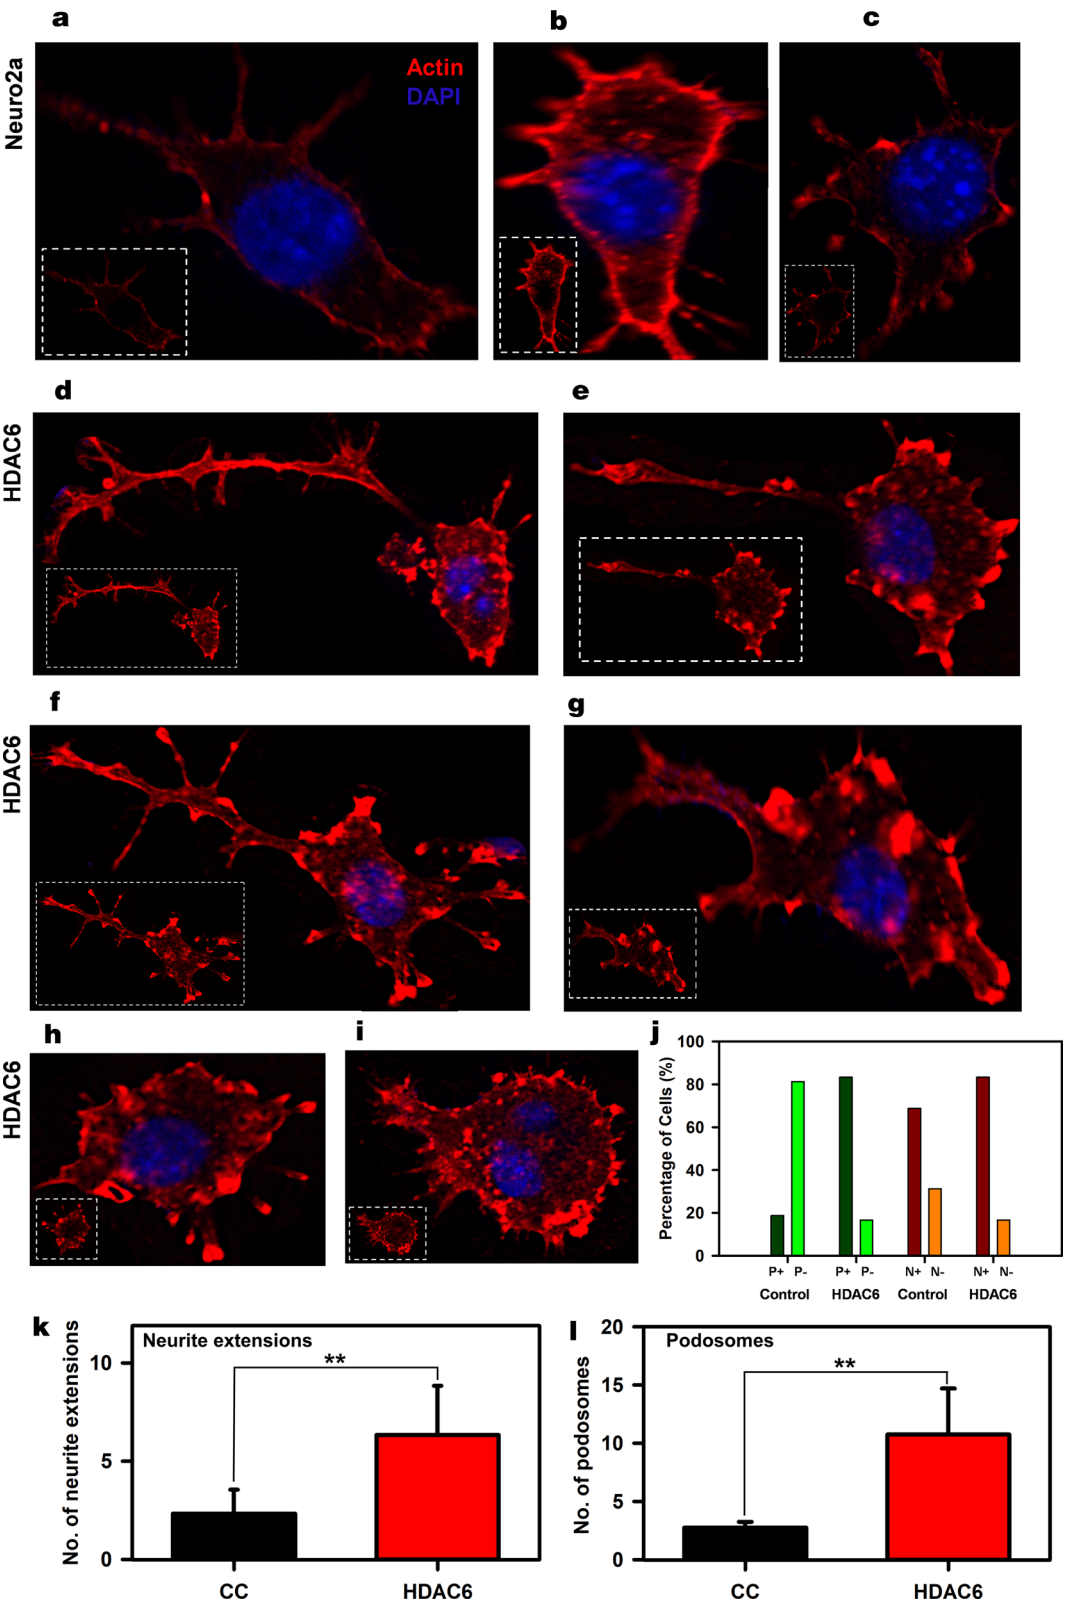 a
b
c
Neuro2a
Actin
DAPI
d
e
HDAC6
f
g
HDAC6
h
i
j
HDAC6
Percentage of Cells (%)
100
80
60
40
20
0
P+ P- P+ P- N+ N- N+ N-
Control HDAC6 Control HDAC6
k
Neurite extensions
**
No. of neurite extensions
10
5
0
CC HDAC6
l
Podosomes
**
No. of podosomes
20
15
10
5
0
CC HDAC6